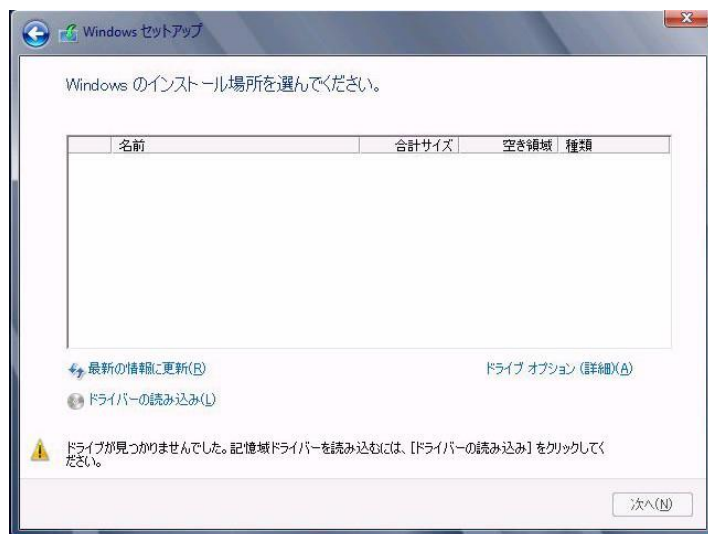 Windows セットアップ
Windows のインストール場所を選んでください。
名前 合計サイズ 空き領域 種類
最新の情報に更新(R) ドライブ オプション (詳細)(A)
ドライバーの読み込み(L)
ドライブが見つかりませんでした。記憶域ドライバーを読み込むには、[ドライバーの読み込み] をクリックしてく
ださい。
次へ(N)